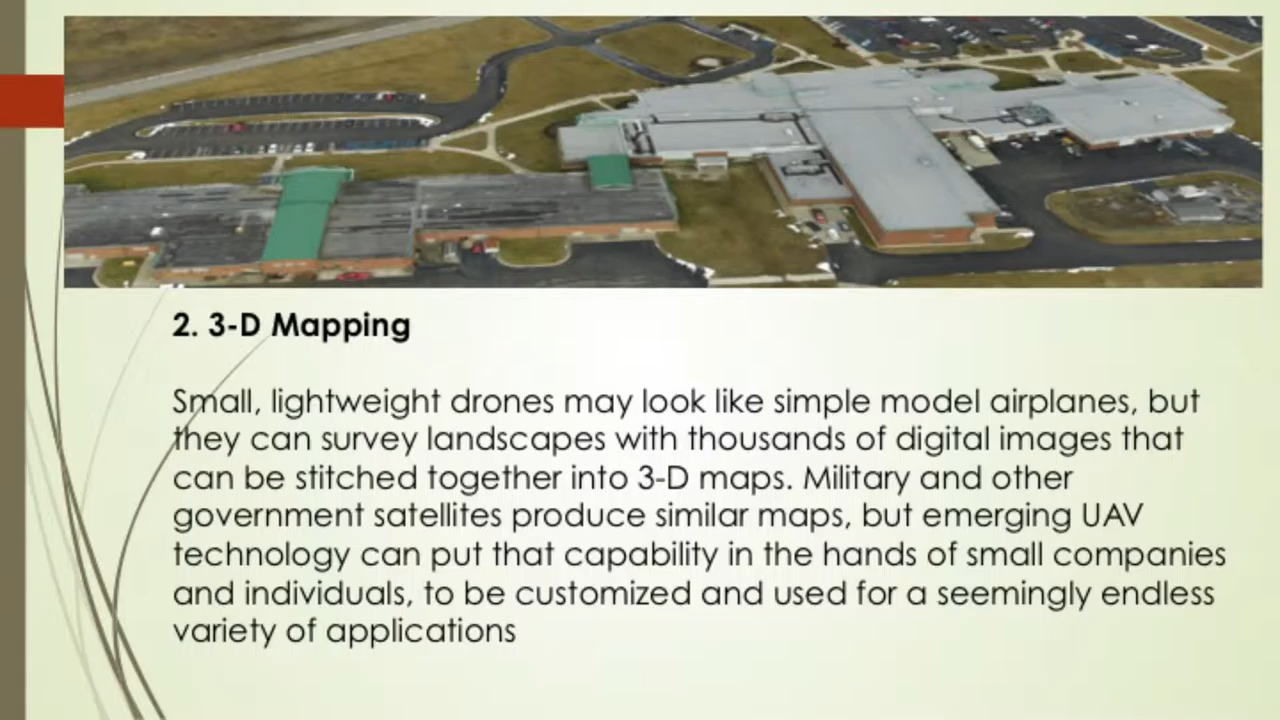 2. 3-D Mapping
Small, lightweight drones may look like simple model airplanes, but
they can survey landscapes with thousands of digital images that
can be stitched together into 3-D maps. Military and other
government satellites produce similar maps, but emerging UAV
technology can put that capability in the hands of small companies
and individuals, to be customized and used for a seemingly endless
variety of applications